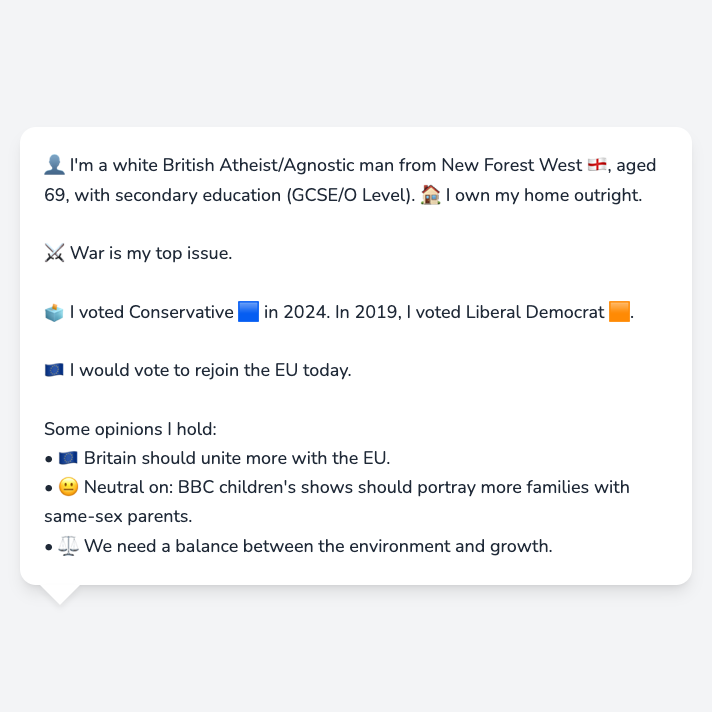 👤 I'm a white British Atheist/Agnostic man from New Forest West 🏴󠁧󠁢󠁥󠁮󠁧󠁿, aged
69, with secondary education (GCSE/O Level). 🏠 I own my home outright.
⚔️ War is my top issue.
🗳️ I voted Conservative 🟦 in 2024. In 2019, I voted Liberal Democrat 🟧.
🇪🇺 I would vote to rejoin the EU today.
Some opinions I hold:
• 🇪🇺 Britain should unite more with the EU.
• 😐 Neutral on: BBC children's shows should portray more families with
same-sex parents.
• ⚖️ We need a balance between the environment and growth.